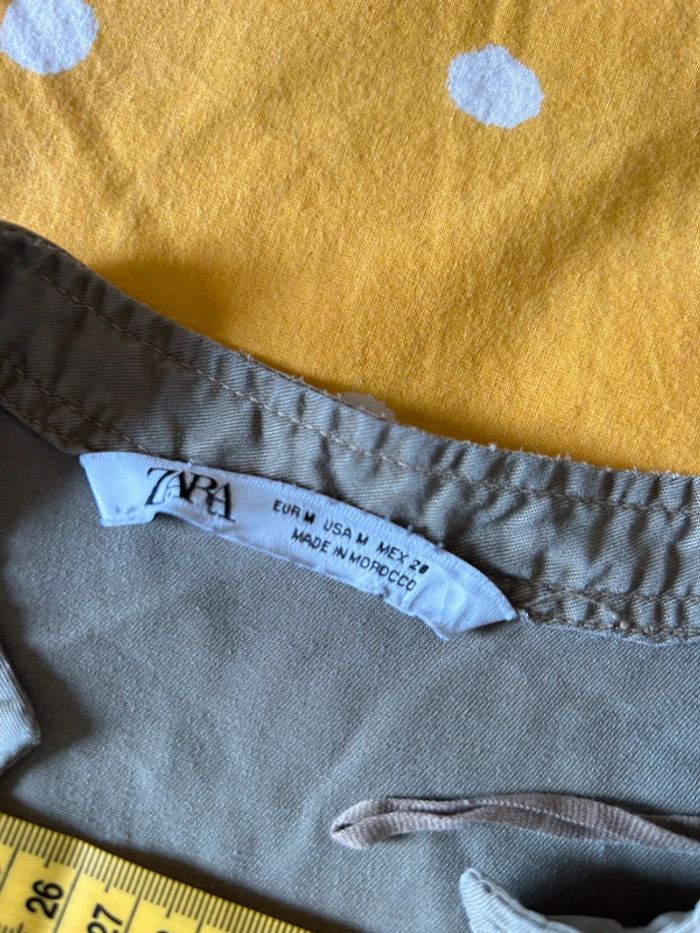 ZARA
EUR M USA M MEX 28
MADE IN MOROCCO
26
27